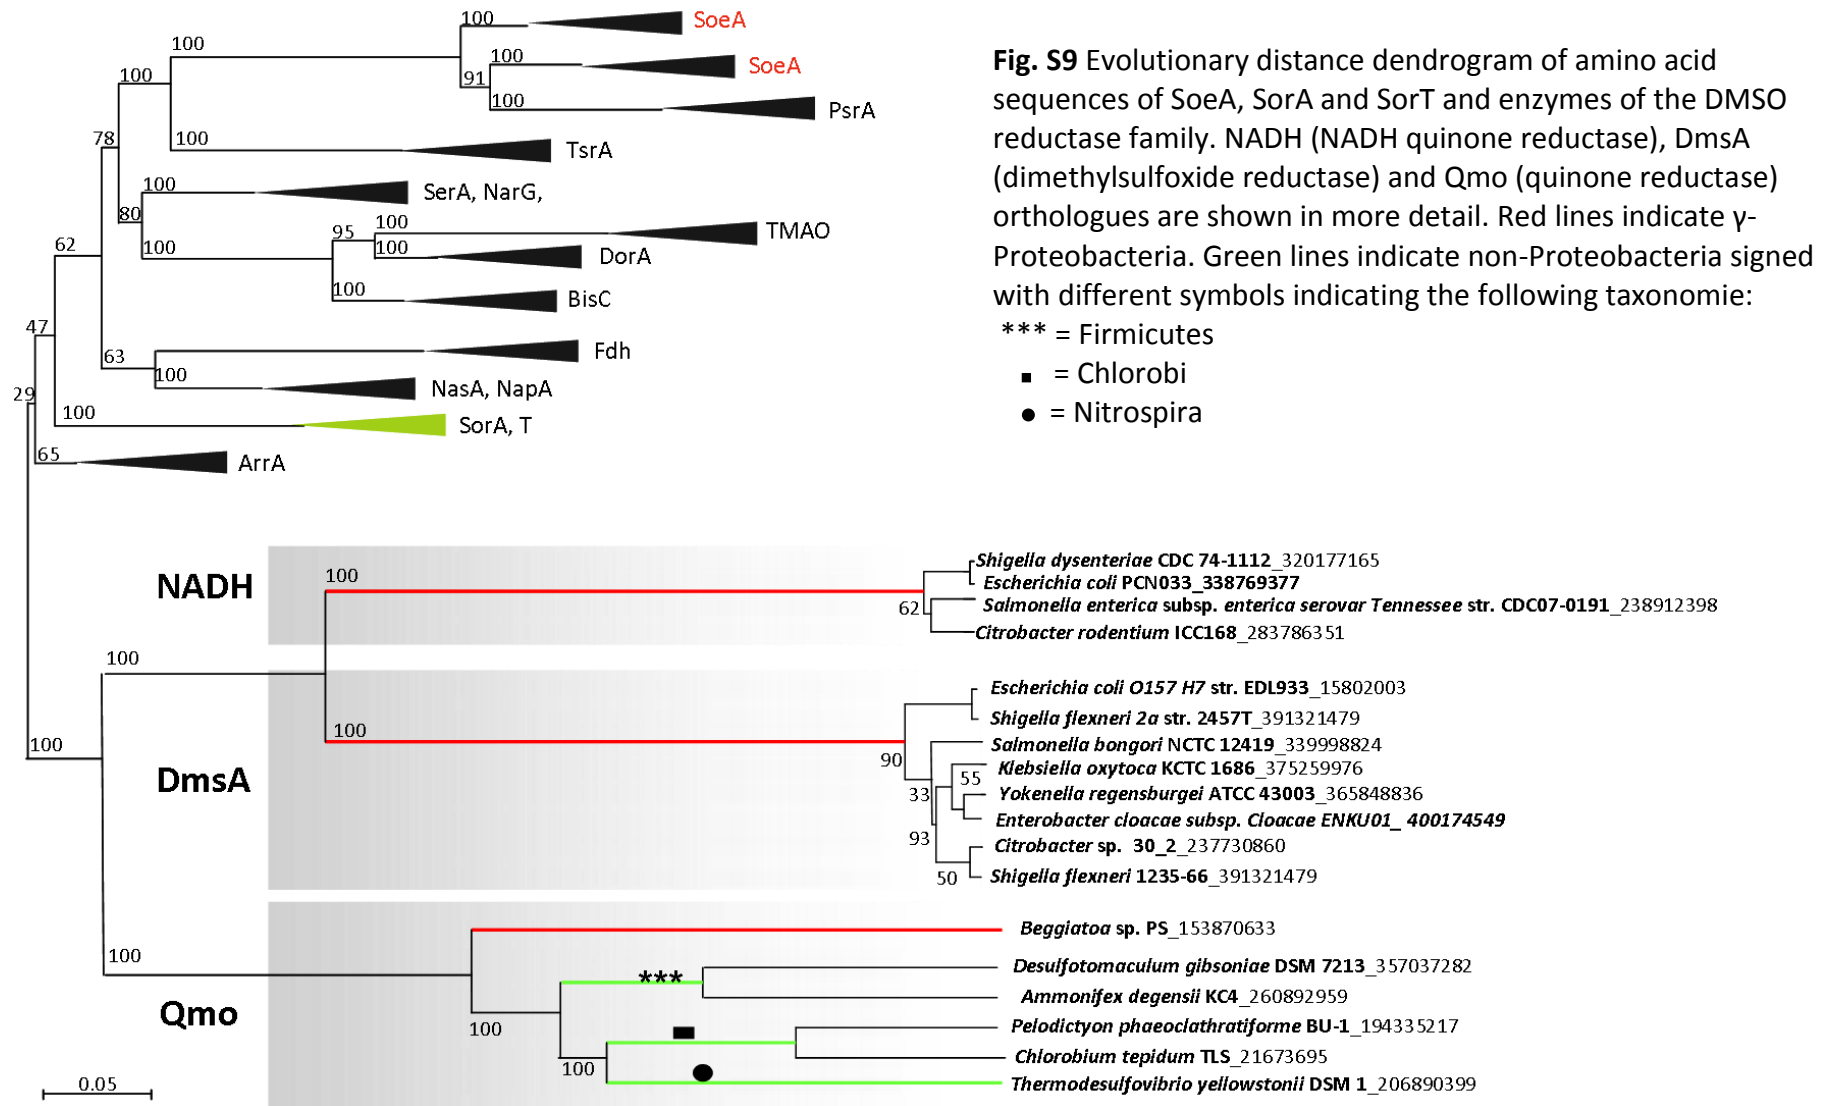 100
SoeA
100
SoeA
91
100
PsrA
100
100
100
TsrA
78
100
SerA, NarG,
80
100
95
100
TMAO
100
DorA
100
BisC
62
47
63
Fdh
100
NasA, NapA
29
100
SorA, T
65
ArrA
Fig. S9 Evolutionary distance dendrogram of amino acid
sequences of SoeA, SorA and SorT and enzymes of the DMSO
reductase family. NADH (NADH quinone reductase), DmsA
(dimethylsulfoxide reductase) and Qmo (quinone reductase)
orthologues are shown in more detail. Red lines indicate γ-
Proteobacteria. Green lines indicate non-Proteobacteria signed
with different symbols indicating the following taxonomie:
*** = Firmicutes
▪ = Chlorobi
● = Nitrospira
NADH
100
62
Shigella dysenteriae CDC 74-1112_320177165
Escherichia coli PCN033_338769377
Salmonella enterica subsp. enterica serovar Tennessee str. CDC07-0191_238912398
Citrobacter rodentium ICC168_283786351
100
100
DmsA
100
90
33
55
93
50
Escherichia coli O157 H7 str. EDL933_15802003
Shigella flexneri 2a str. 2457T_391321479
Salmonella bongori NCTC 12419_339998824
Klebsiella oxytoca KCTC 1686_375259976
Yokenella regensburgei ATCC 43003_365848836
Enterobacter cloacae subsp. Cloacae ENKU01_ 400174549
Citrobacter sp. 30_2_237730860
Shigella flexneri 1235-66_391321479
100
Qmo
100
100
***
Beggiatoa sp. PS_153870633
Desulfotomaculum gibsoniae DSM 7213_357037282
Ammonifex degensii KC4_260892959
Pelodictyon phaeoclathratiforme BU-1_194335217
Chlorobium tepidum TLS_21673695
Thermodesulfovibrio yellowstonii DSM 1_206890399
0.05